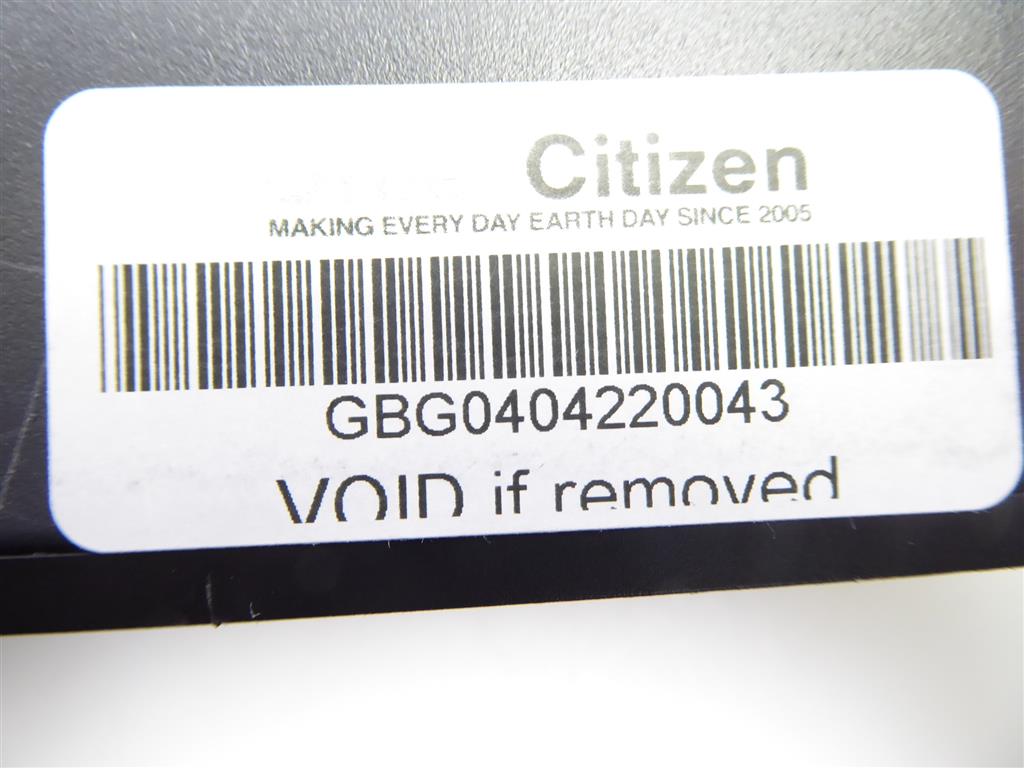 Citizen
MAKING EVERY DAY EARTH DAY SINCE 2005
GBG0404220043
VOID if removed